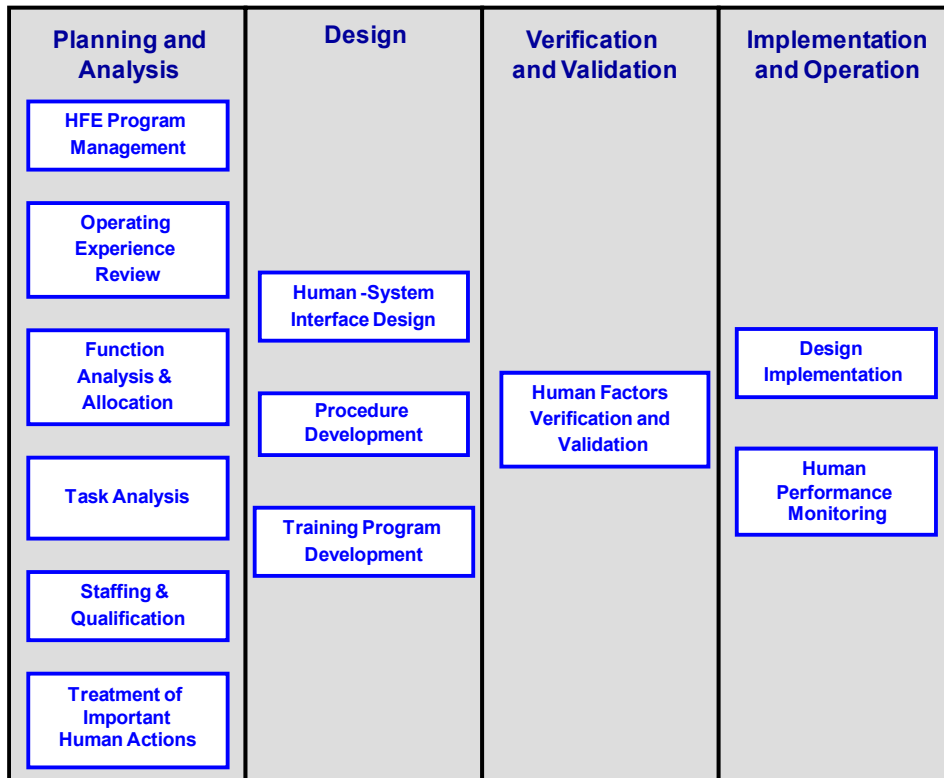 Planning and
Analysis
HFE Program
Management
Operating
Experience
Review
Function
Analysis &
Allocation
Task Analysis
Staffing &
Qualification
Treatment of
Important
Human Actions
Design
Human -System
Interface Design
Procedure
Development
Training Program
Development
Verification
and Validation
Human Factors
Verification and
Validation
Implementation
and Operation
Design
Implementation
Human
Performance
Monitoring